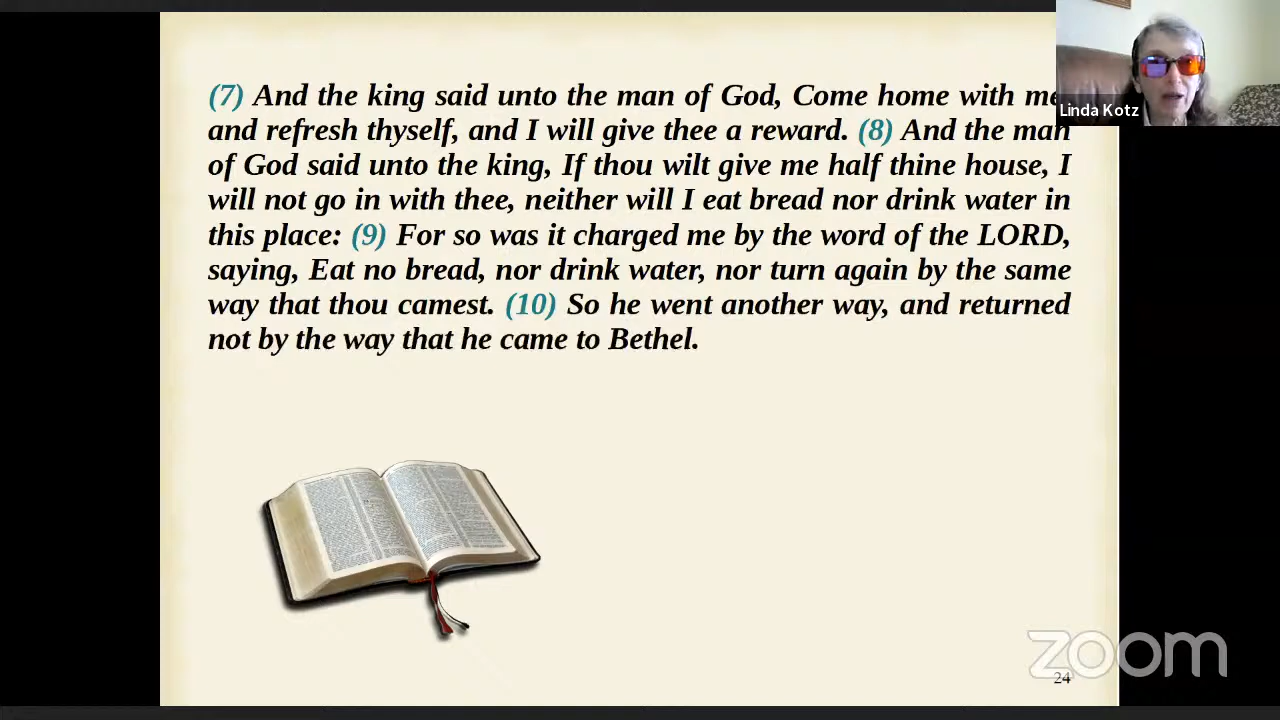 (7) And the king said unto the man of God, Come home with me,
and refresh thyself, and I will give thee a reward. (8) And the man
of God said unto the king, If thou wilt give me half thine house, I
will not go in with thee, neither will I eat bread nor drink water in
this place: (9) For so was it charged me by the word of the LORD,
saying, Eat no bread, nor drink water, nor turn again by the same
way that thou camest. (10) So he went another way, and returned
not by the way that he came to Bethel.
Linda Kotz
zoom
24